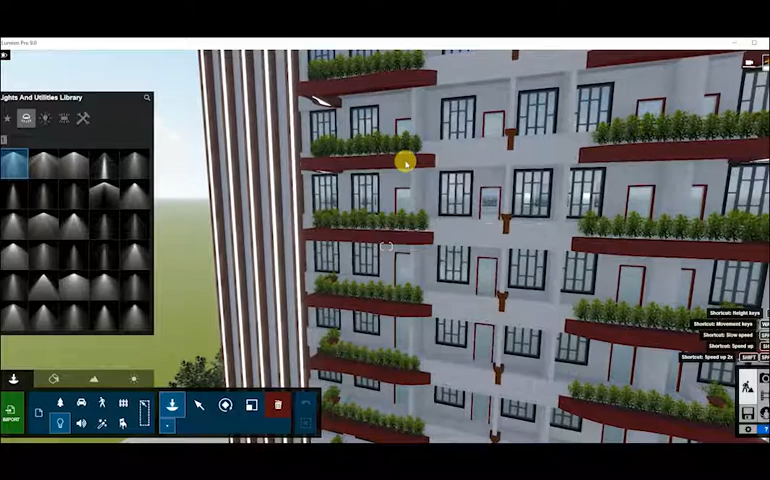 Lumion Pro 9.0
Lights And Utilities Library
Shortcut: Height keys
Shortcut: Movement keys
Shortcut: Slow speed
Shortcut: Speed up
Shortcut: Speed up 2x
SHIFT
IMPORT
?